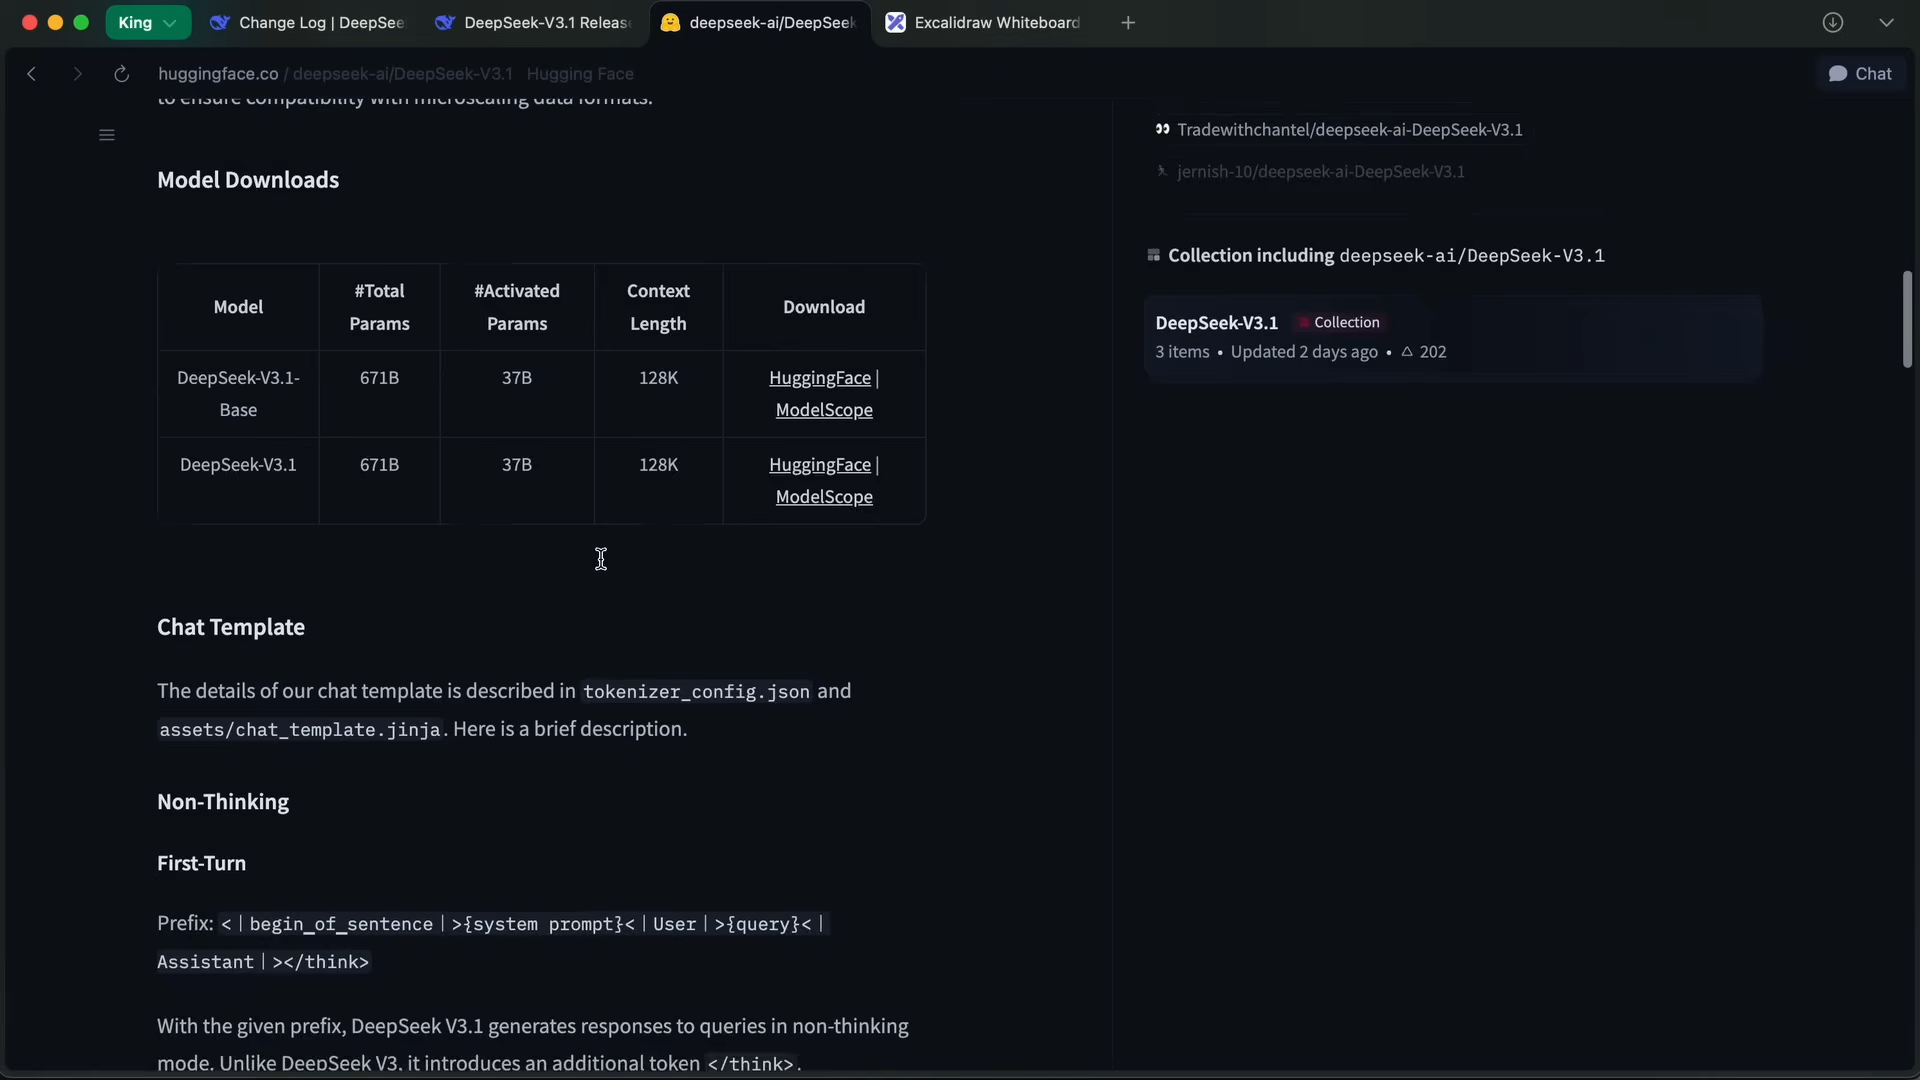 King
Change Log | DeepSee
DeepSeek-V3.1 Releas
deepseek-ai/DeepSeek
Excalidraw Whiteboard
huggingface.co / deepseek-ai/DeepSeek-V3.1 Hugging Face
Chat
to ensure compatibility with microscaling data formats.
Model Downloads
Model
#Total Params
#Activated Params
Context Length
Download
DeepSeek-V3.1-Base
671B
37B
128K
HuggingFace |
ModelScope
DeepSeek-V3.1
671B
37B
128K
HuggingFace |
ModelScope
Chat Template
The details of our chat template is described in tokenizer_config.json and
assets/chat_template.jinja. Here is a brief description.
Non-Thinking
First-Turn
Prefix: <|begin_of_sentence|>{system prompt}<|User|>{query}<|
Assistant|></think>
With the given prefix, DeepSeek V3.1 generates responses to queries in non-thinking
mode. Unlike DeepSeek V3, it introduces an additional token </think>.
Tradewithchantel/deepseek-ai-DeepSeek-V3.1
jernish-10/deepseek-ai-DeepSeek-V3.1
Collection including deepseek-ai/DeepSeek-V3.1
DeepSeek-V3.1 Collection
3 items • Updated 2 days ago • △ 202